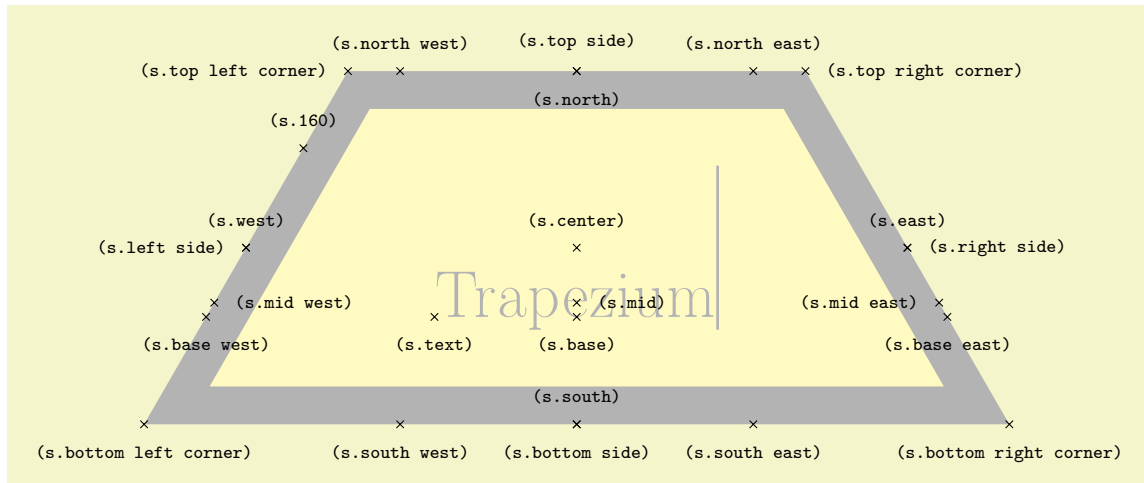 (s.north west) (s.top side) (s.north east)
(s.top left corner) (s.top right corner)
(s.north)
(s.160)
(s.west) (s.center) (s.east)
(s.left side) (s.right side)
Trapezium
(s.mid west) (s.mid) (s.mid east)
(s.base west) (s.text) (s.base) (s.base east)
(s.south)
(s.bottom left corner) (s.south west) (s.bottom side) (s.south east) (s.bottom right corner)